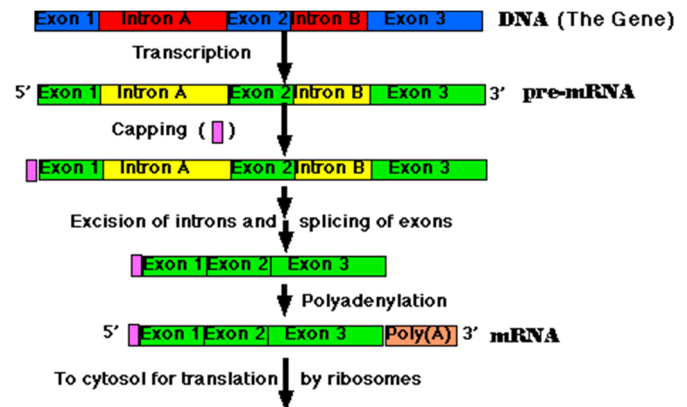 Exon 1 Intron A Exon 2 Intron B Exon 3 DNA (The Gene)
Transcription
5' Exon 1 Intron A Exon 2 Intron B Exon 3 3' pre-mRNA
Capping ( )
Exon 1 Intron A Exon 2 Intron B Exon 3
Excision of introns and splicing of exons
Exon 1 Exon 2 Exon 3
Polyadenylation
5' Exon 1 Exon 2 Exon 3 Poly(A) 3' mRNA
To cytosol for translation by ribosomes